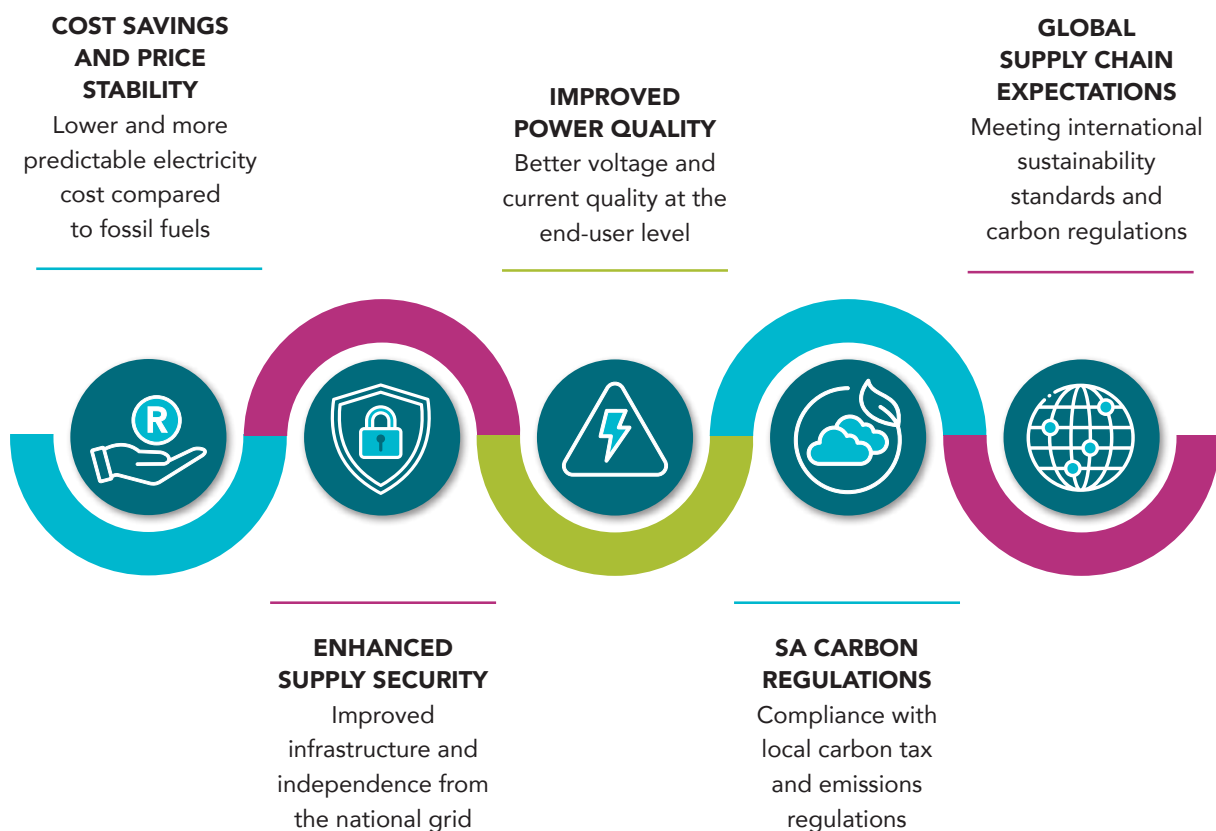 COST SAVINGS
AND PRICE
STABILITY
Lower and more
predictable electricity
cost compared
to fossil fuels
IMPROVED
POWER QUALITY
Better voltage and
current quality at the
end-user level
GLOBAL
SUPPLY CHAIN
EXPECTATIONS
Meeting international
sustainability
standards and
carbon regulations
R
ENHANCED
SUPPLY SECURITY
Improved
infrastructure and
independence from
the national grid
SA CARBON
REGULATIONS
Compliance with
local carbon tax
and emissions
regulations